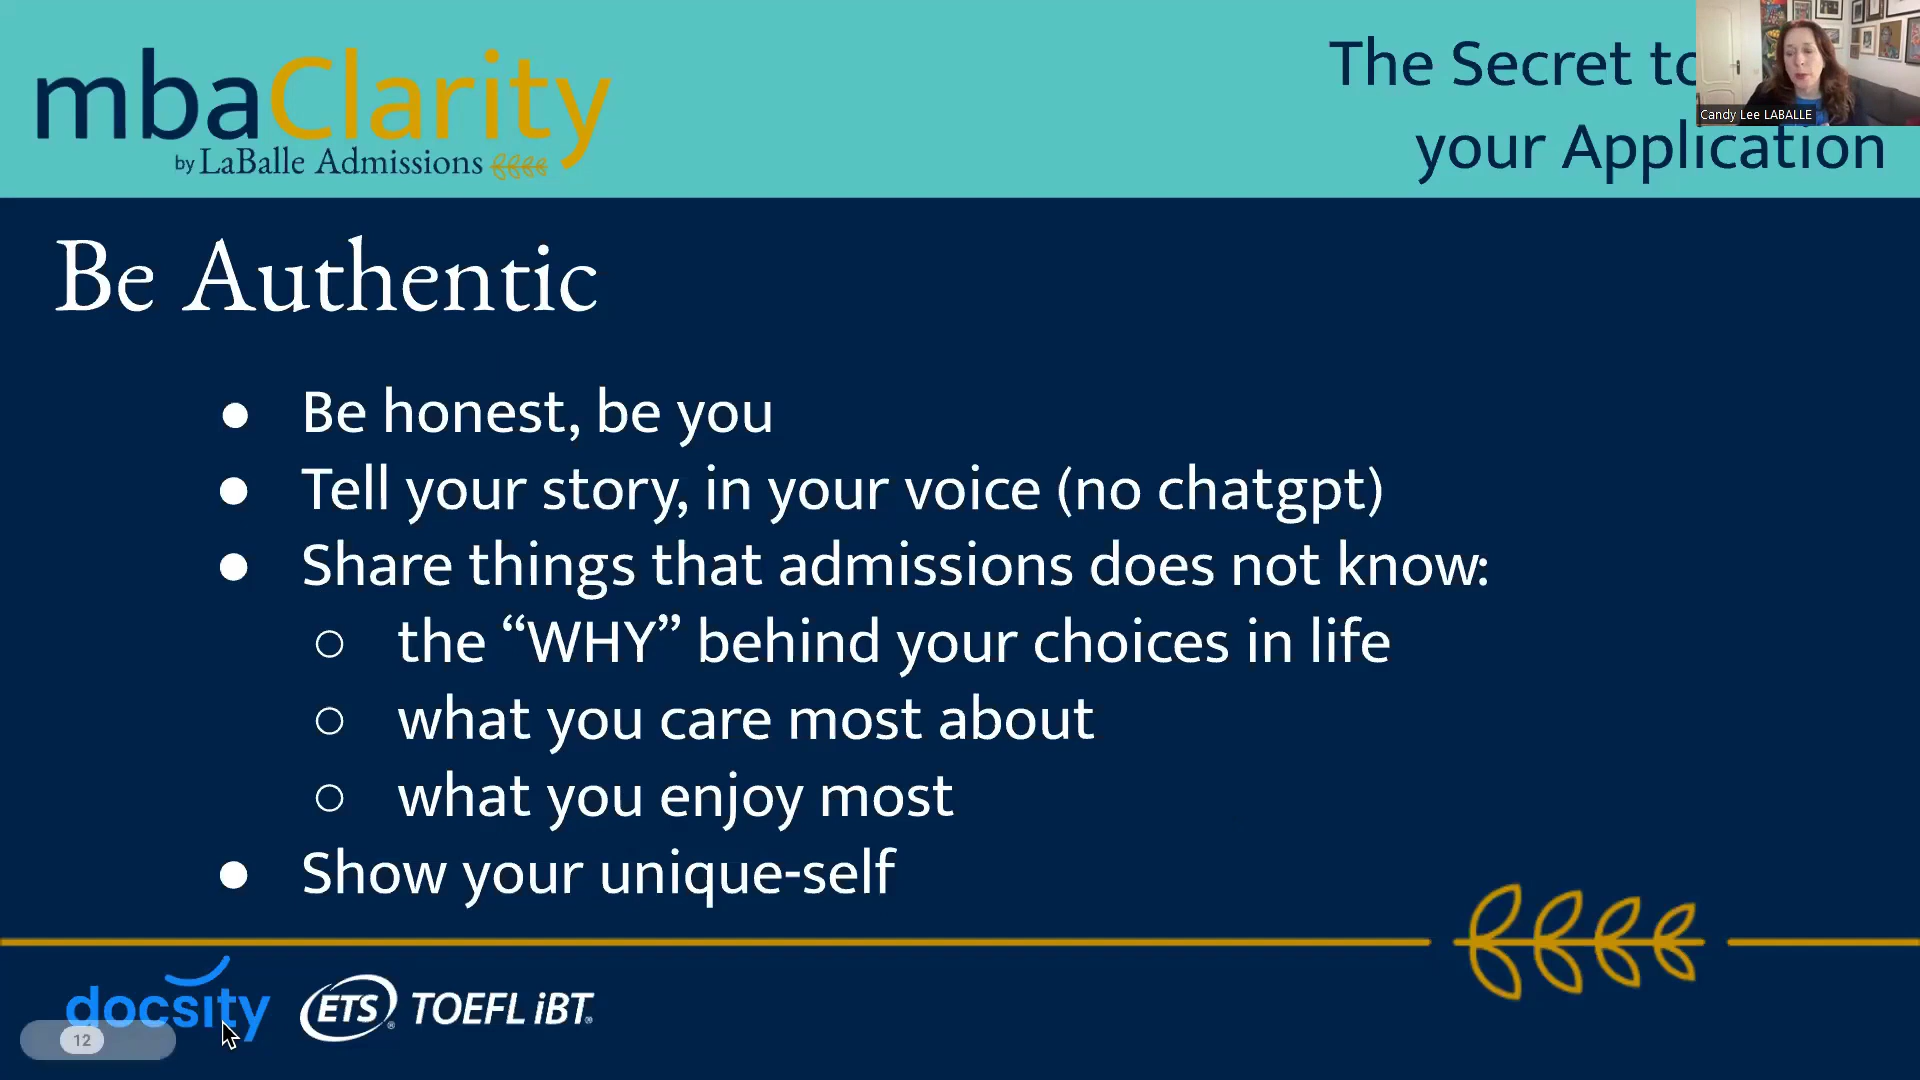 mbaClarity
by LaBalle Admissions
The Secret to
your Application
Candy Lee LABALLE
Be Authentic
● Be honest, be you
● Tell your story, in your voice (no chatgpt)
● Share things that admissions does not know:
○ the “WHY” behind your choices in life
○ what you care most about
○ what you enjoy most
● Show your unique-self
docsity
ETS® TOEFL iBT®
12